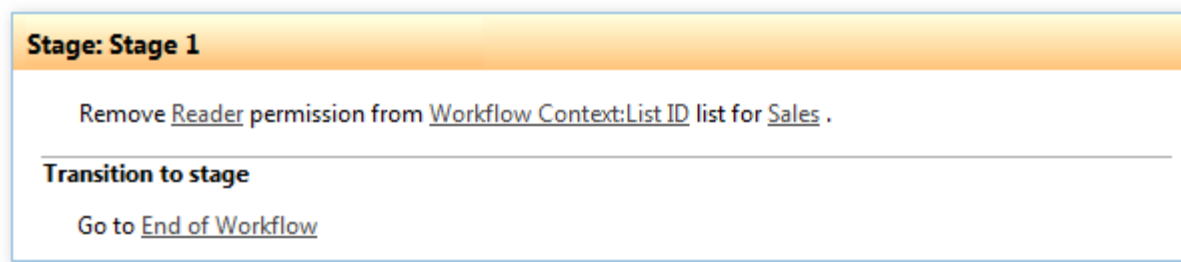 Stage: Stage 1
Remove Reader permission from Workflow Context:List ID list for Sales .
Transition to stage
Go to End of Workflow